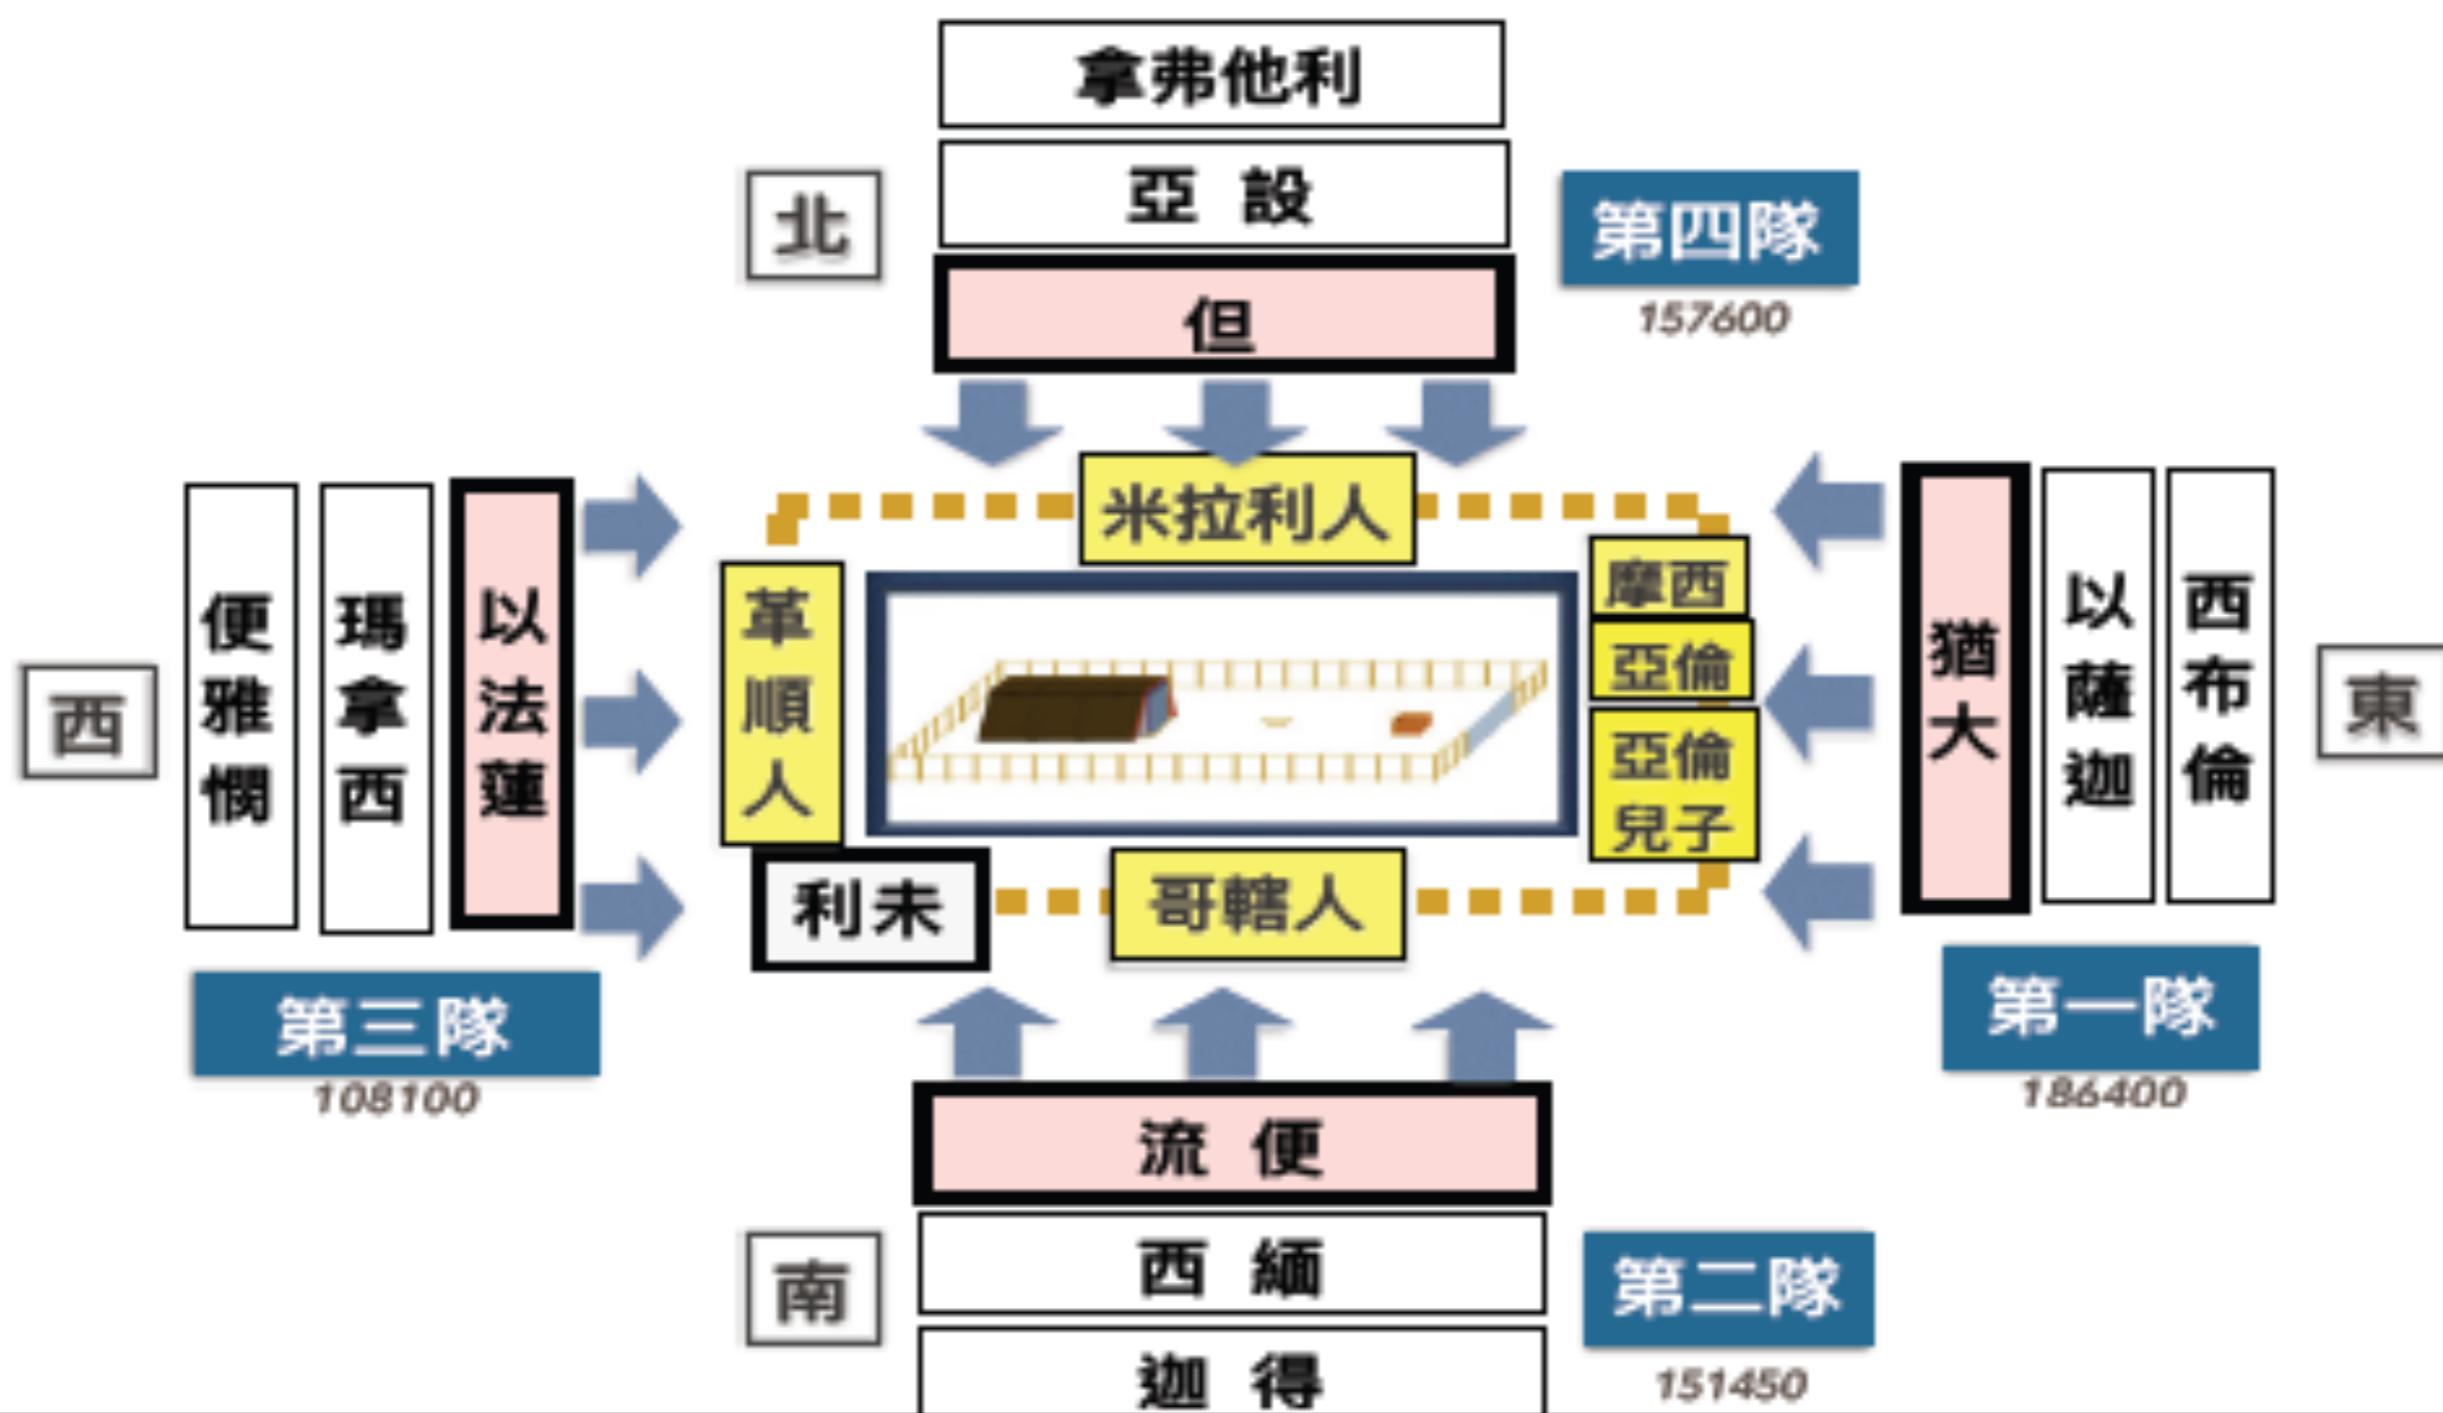 拿弗他利
亞設
北
第四隊
157600
但
米拉利人
西
便雅憫
瑪拿西
以法蓮
第三隊
108100
革順人
利未
哥轄人
摩西
亞倫
亞倫
兒子
猶大
以薩迦
西布倫
東
第一隊
186400
流便
南
西緬
第二隊
迦得
151450